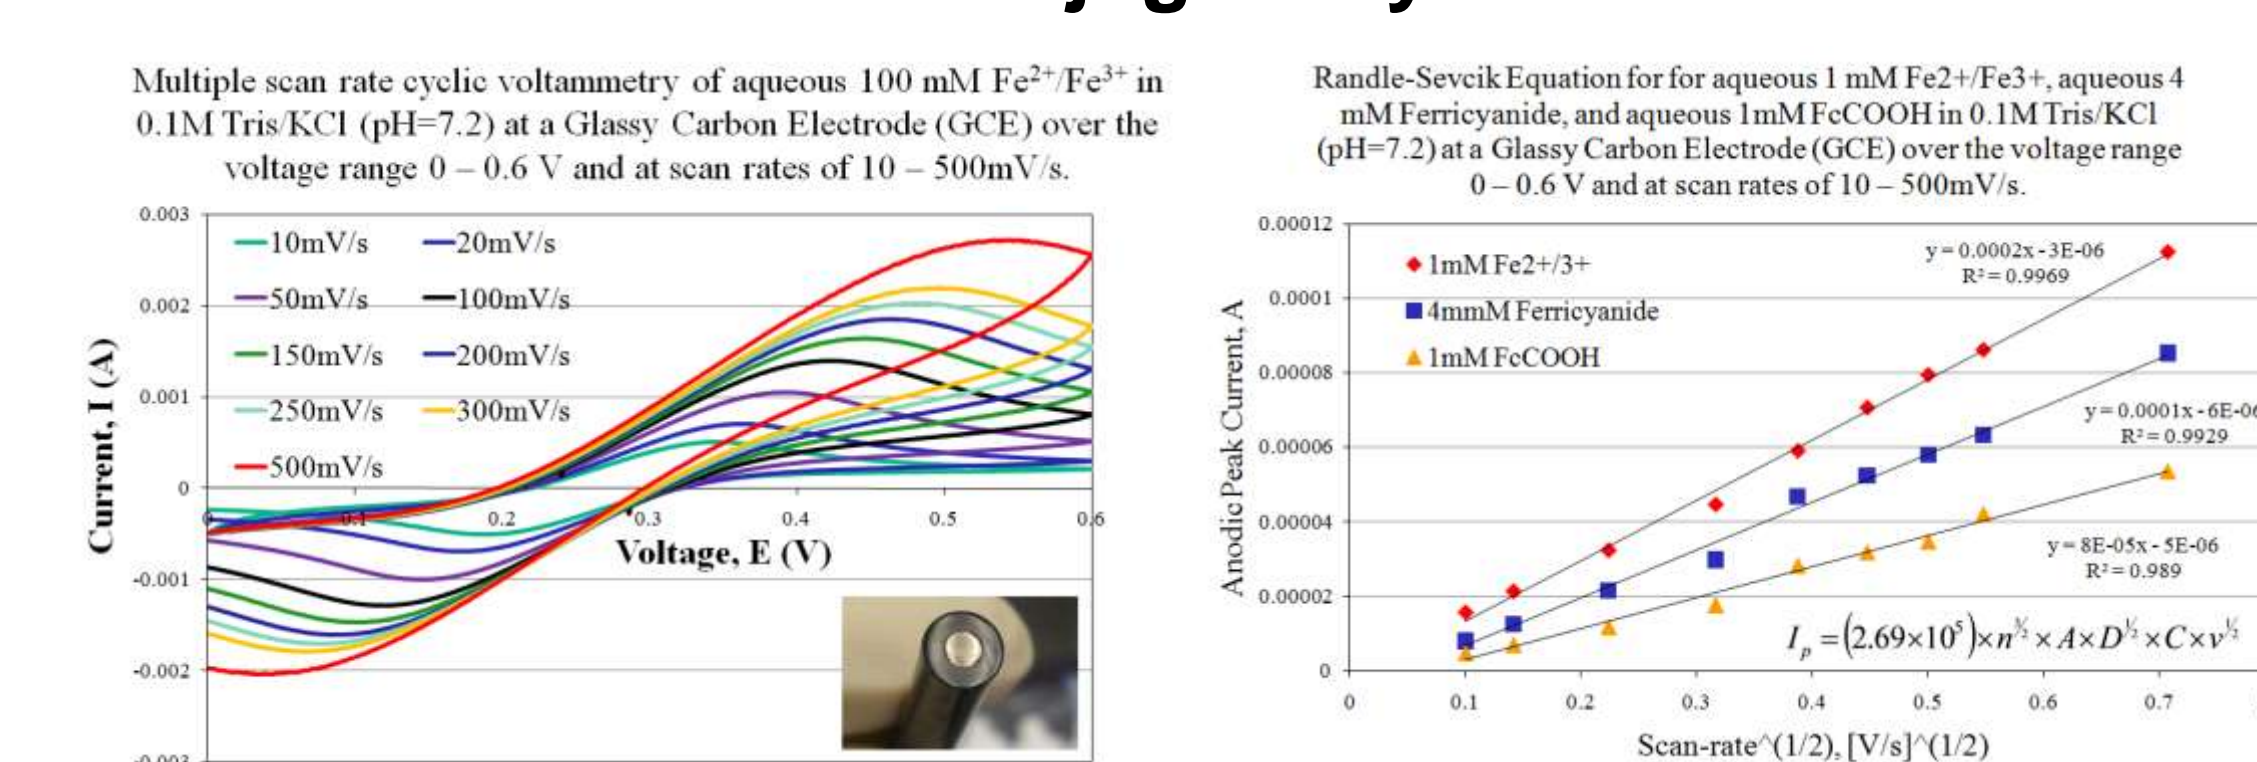 Multiple scan rate cyclic voltammetry of aqueous 100 mM Fe²⁺/Fe³⁺ in
0.1M Tris/KCl (pH=7.2) at a Glassy Carbon Electrode (GCE) over the
voltage range 0 – 0.6 V and at scan rates of 10 – 500mV/s.
0.003
0.002
0.001
0
-0.001
-0.002
-0.003
Current, I (A)
10mV/s 20mV/s
50mV/s 100mV/s
150mV/s 200mV/s
250mV/s 300mV/s
500mV/s
0 0.1 0.2 0.3 0.4 0.5 0.6
Voltage, E (V)
Randle-Sevcik Equation for for aqueous 1 mM Fe2+/Fe3+, aqueous 4
mM Ferricyanide, and aqueous 1mM FcCOOH in 0.1M Tris/KCl
(pH=7.2) at a Glassy Carbon Electrode (GCE) over the voltage range
0 – 0.6 V and at scan rates of 10 – 500mV/s.
0.00012
0.0001
0.00008
0.00006
0.00004
0.00002
0
Anodic Peak Current, A
1mM Fe2+/3+
4mmM Ferricyanide
1mM FcCOOH
y = 0.0002x - 3E-06
R² = 0.9969
y = 0.0001x - 6E-06
R² = 0.9929
y = 8E-05x - 5E-06
R² = 0.989
I_p = (2.69×10⁵)×n^³⁄₂ × A × D^½ × C × v^½
0 0.1 0.2 0.3 0.4 0.5 0.6 0.7
Scan-rate^(1/2), [V/s]^(1/2)